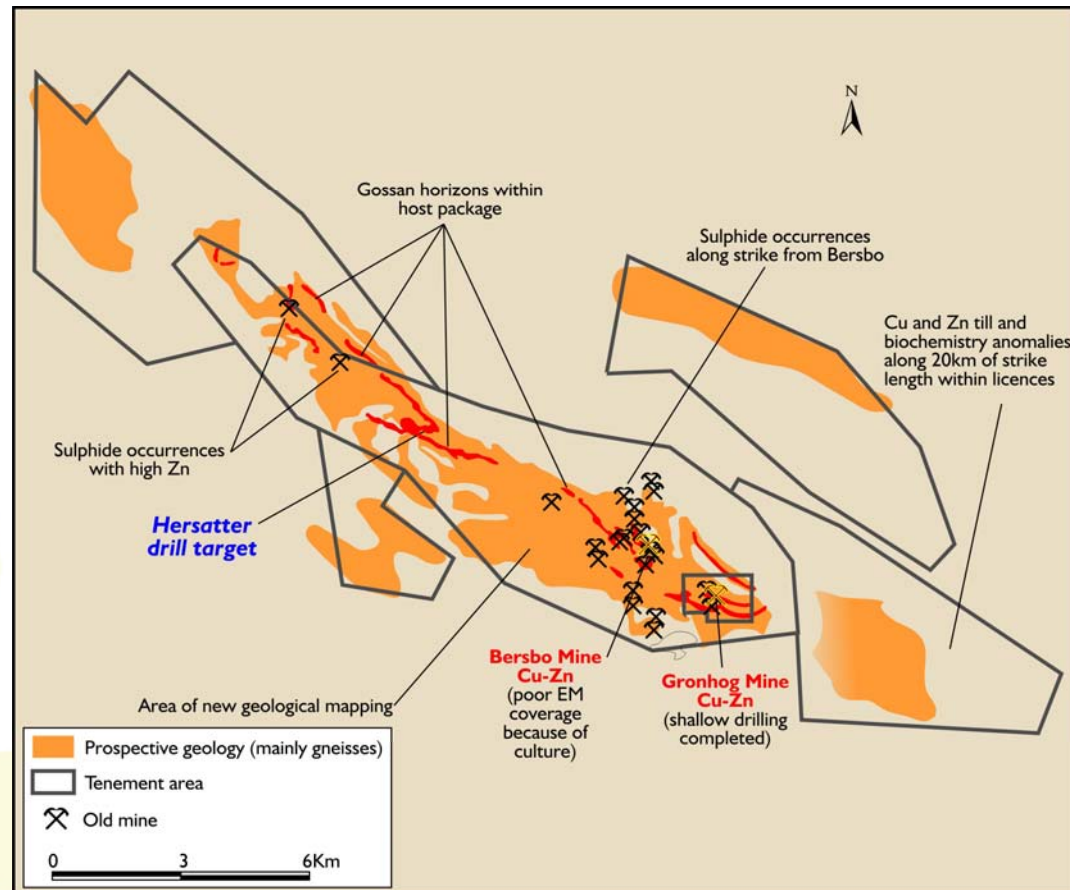 N
Gossan horizons within
host package
Sulphide occurrences
along strike from Bersbo
Cu and Zn till and
biochemistry anomalies
along 20km of strike
length within licences
Sulphide occurrences
with high Zn
Hersatter
drill target
Area of new geological mapping
Bersbo Mine
Cu-Zn
(poor EM
coverage
because of
culture)
Gronhog Mine
Cu-Zn
(shallow drilling
completed)
Prospective geology (mainly gneisses)
Tenement area
Old mine
0 3 6Km